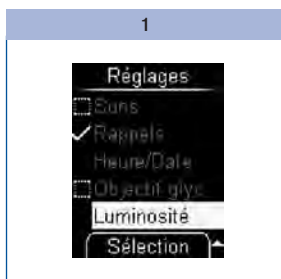 1
Réglages
Sons
Rappels
Heure/Date
Objectif glyc
Luminosité
Sélection